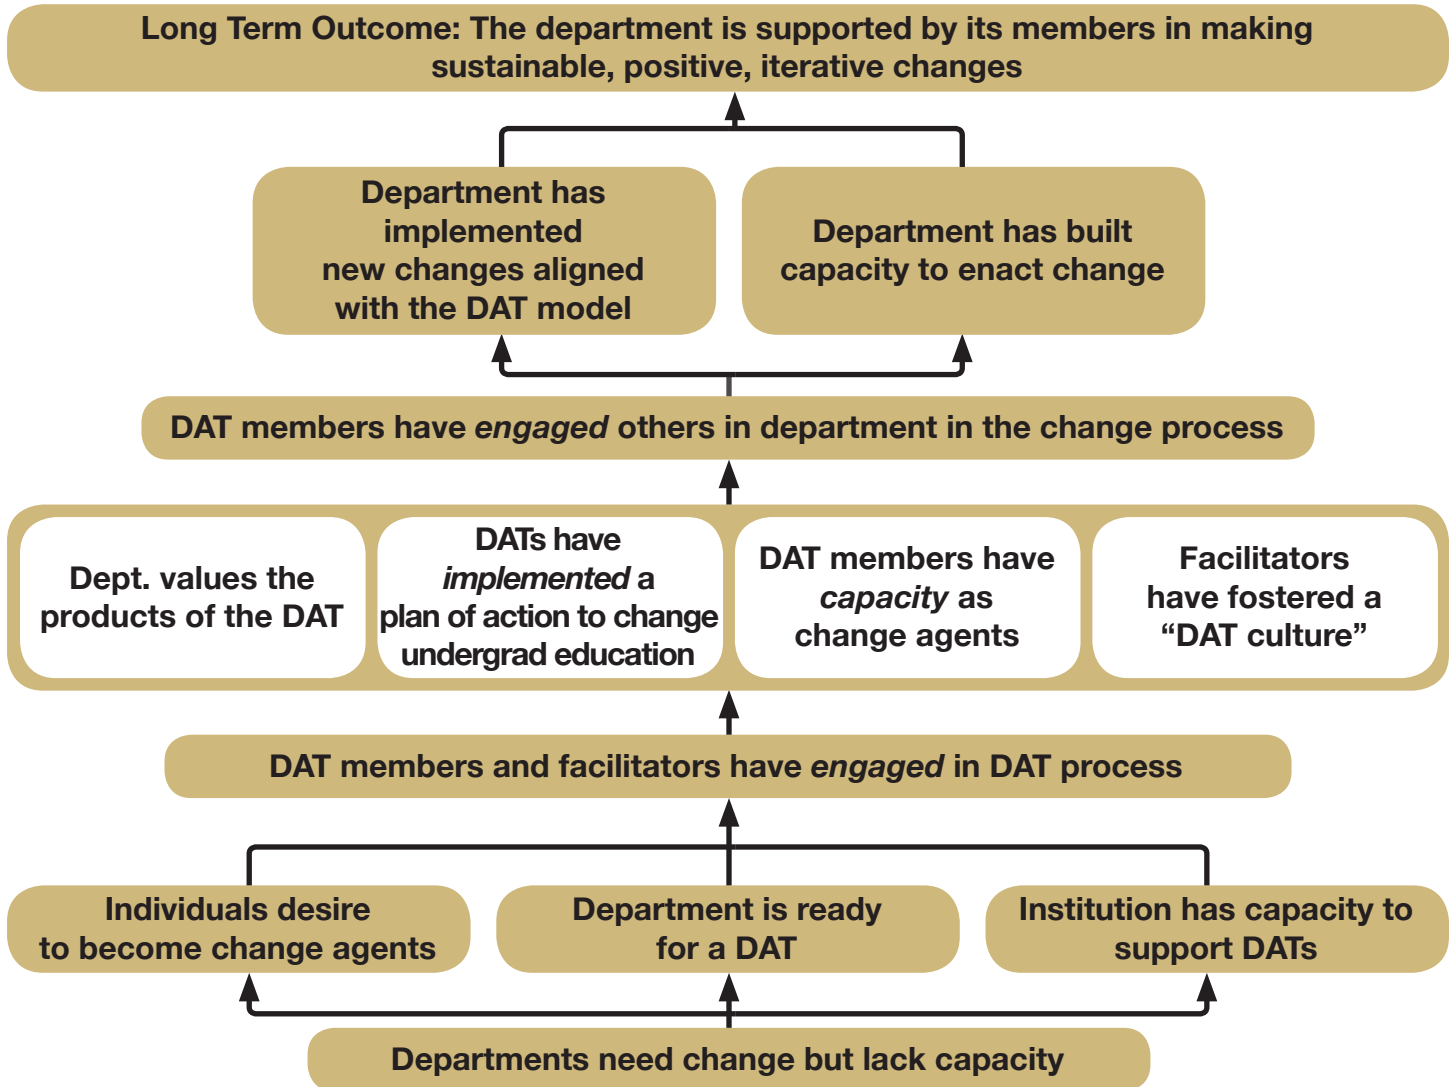 Long Term Outcome: The department is supported by its members in making
sustainable, positive, iterative changes
Department has
implemented
new changes aligned
with the DAT model
Department has built
capacity to enact change
DAT members have engaged others in department in the change process
Dept. values the
products of the DAT
DATs have
implemented a
plan of action to change
undergrad education
DAT members have
capacity as
change agents
Facilitators
have fostered a
“DAT culture”
DAT members and facilitators have engaged in DAT process
Individuals desire
to become change agents
Department is ready
for a DAT
Institution has capacity to
support DATs
Departments need change but lack capacity